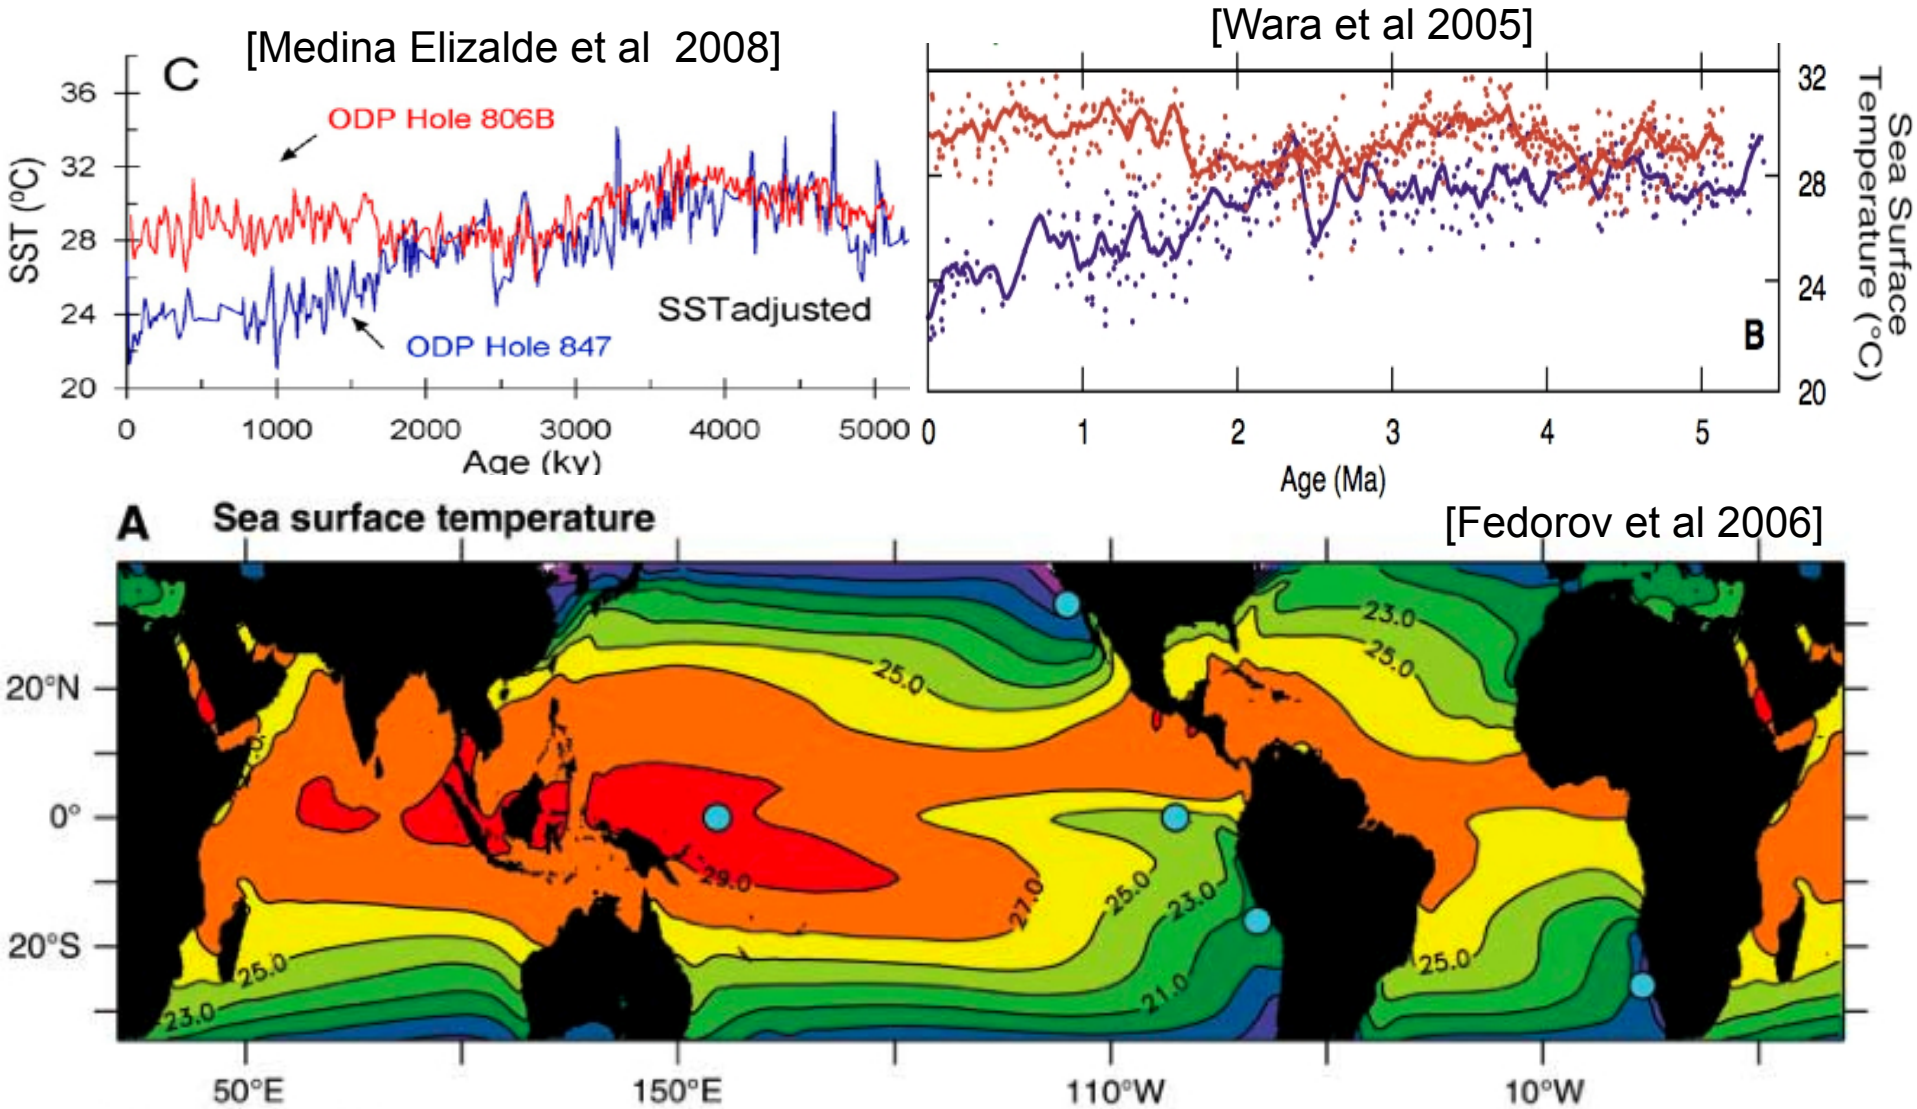 [Medina Elizalde et al 2008]
C
ODP Hole 806B
SST (ºC)
36
32
28
24
20
SSTadjusted
ODP Hole 847
0
1000
2000
3000
4000
5000
Age (ky)
[Wara et al 2005]
32
28
24
20
Sea Surface
Temperature (°C)
B
0
1
2
3
4
5
Age (Ma)
A
Sea surface temperature
[Fedorov et al 2006]
20°N
0°
20°S
23.0
25.0
25.0
29.0
27.0
25.0
23.0
25.0
25.0
23.0
21.0
50°E
150°E
110°W
10°W